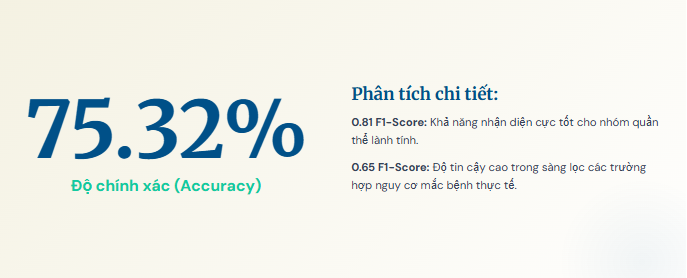 75.32%
Độ chính xác (Accuracy)
Phân tích chi tiết:
0.81 F1-Score: Khả năng nhận diện cực tốt cho nhóm quần
thể lành tính.
0.65 F1-Score: Độ tin cậy cao trong sàng lọc các trường
hợp nguy cơ mắc bệnh thực tế.